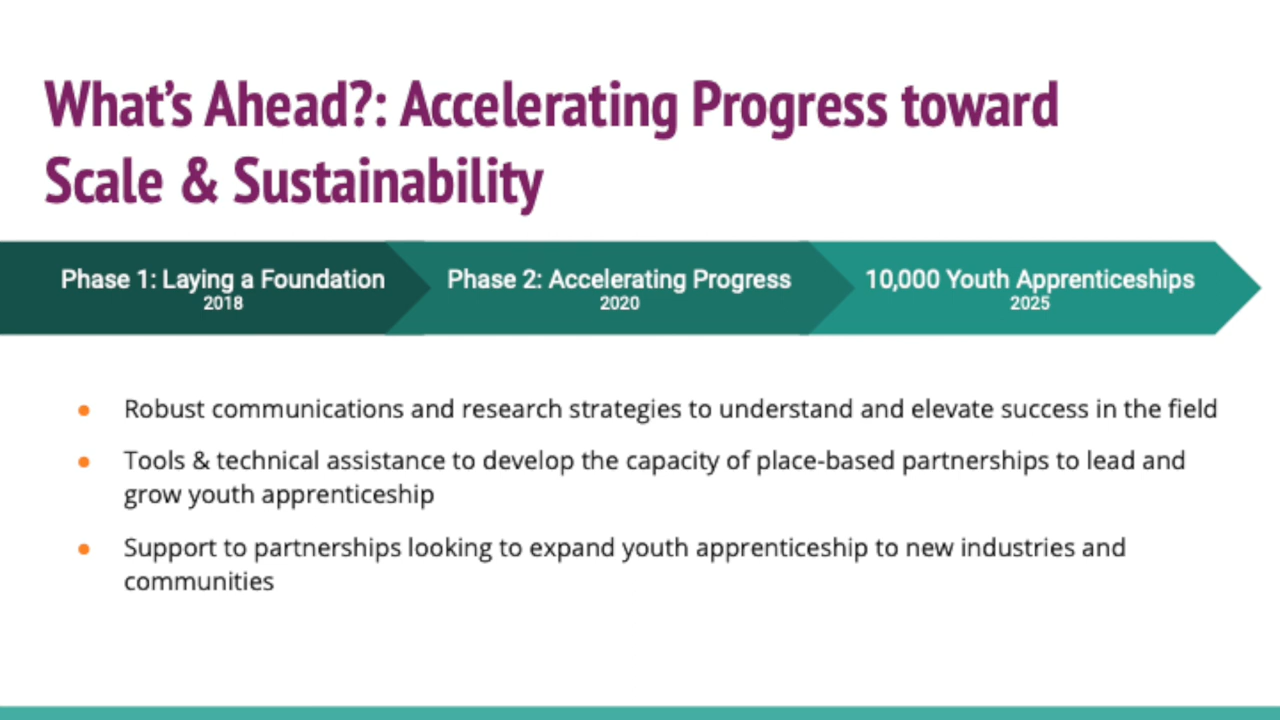 What's Ahead?: Accelerating Progress toward
Scale & Sustainability
Phase 1: Laying a Foundation
2018
Phase 2: Accelerating Progress
2020
10,000 Youth Apprenticeships
2025
• Robust communications and research strategies to understand and elevate success in the field
• Tools & technical assistance to develop the capacity of place-based partnerships to lead and
grow youth apprenticeship
• Support to partnerships looking to expand youth apprenticeship to new industries and
communities